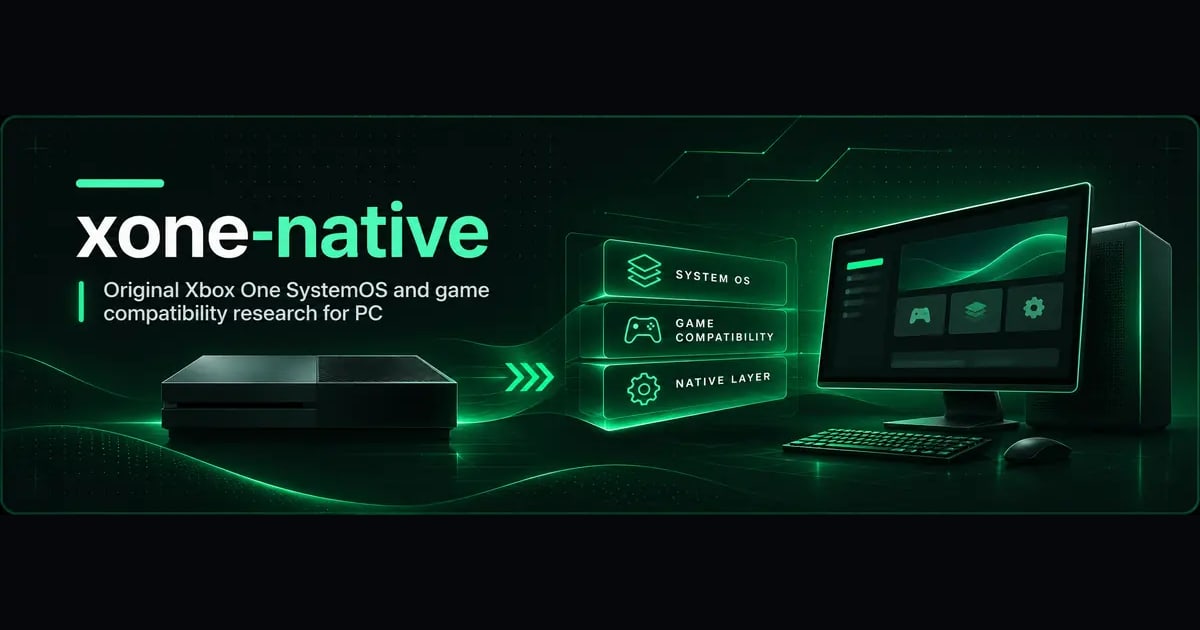 xone-native
Original Xbox One SystemOS and game
compatibility research for PC
SYSTEM OS
GAME
COMPATIBILITY
NATIVE LAYER